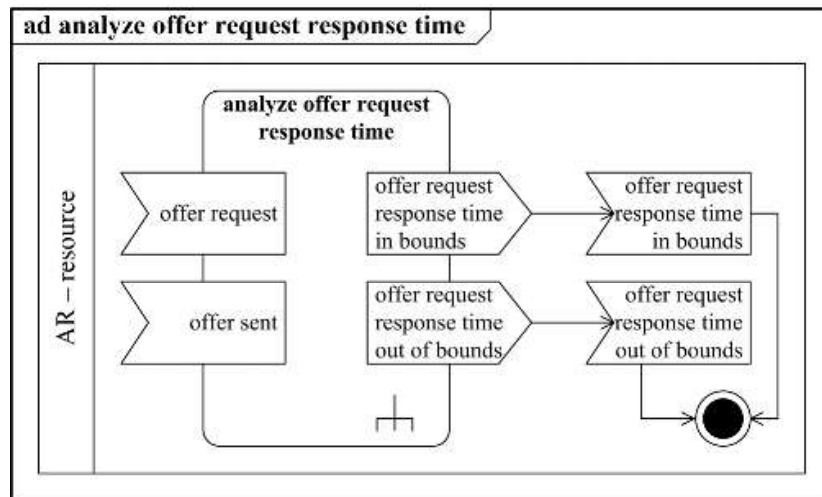 ad analyze offer request response time
AR – resource
analyze offer request
response time
offer request
offer request
response time
in bounds
offer request
response time
in bounds
offer sent
offer request
response time
out of bounds
offer request
response time
out of bounds